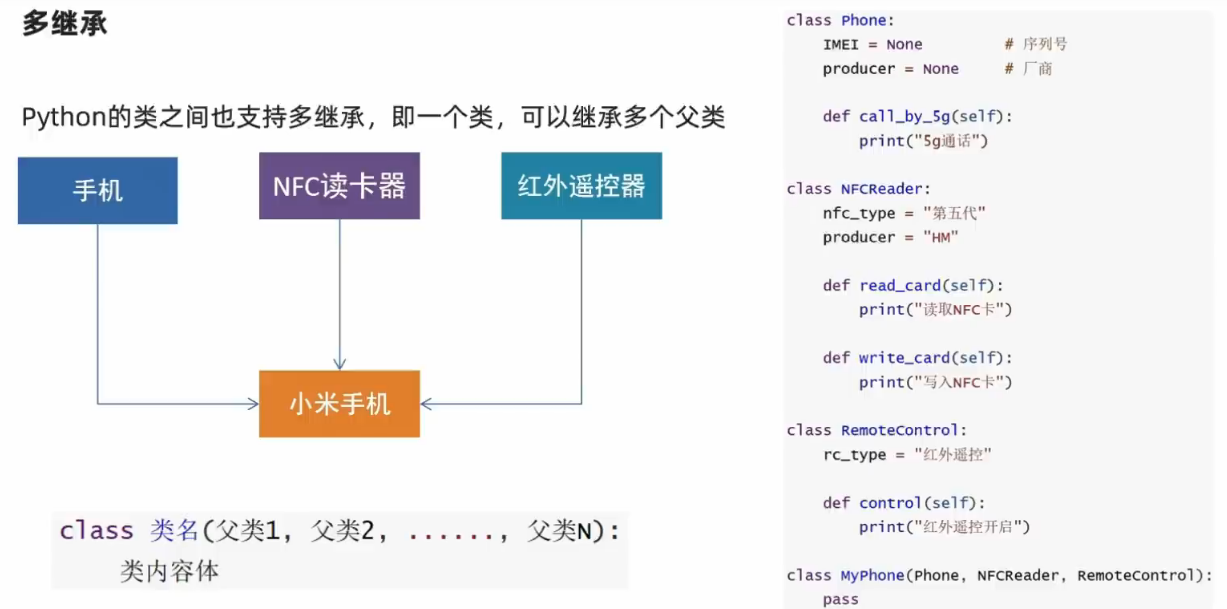 多继承
Python的类之间也支持多继承，即一个类，可以继承多个父类
手机
NFC读卡器
红外遥控器
小米手机
class 类名(父类1, 父类2, ......, 父类N):
    类内容体
class Phone:
    IMEI = None         # 序列号
    producer = None     # 厂商

    def call_by_5g(self):
        print("5g通话")

class NFCReader:
    nfc_type = "第五代"
    producer = "HM"

    def read_card(self):
        print("读取NFC卡")

    def write_card(self):
        print("写入NFC卡")

class RemoteControl:
    rc_type = "红外遥控"

    def control(self):
        print("红外遥控开启")

class MyPhone(Phone, NFCReader, RemoteControl):
    pass